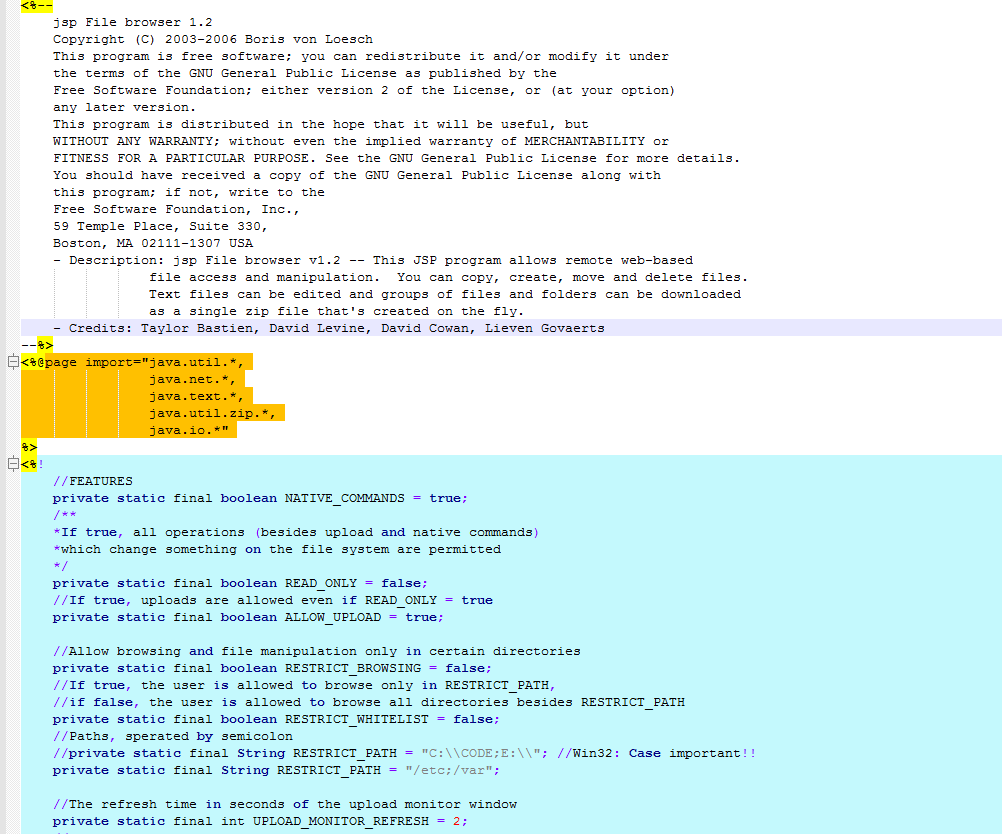 <%--
jsp File browser 1.2
Copyright (C) 2003-2006 Boris von Loesch
This program is free software; you can redistribute it and/or modify it under
the terms of the GNU General Public License as published by the
Free Software Foundation; either version 2 of the License, or (at your option)
any later version.
This program is distributed in the hope that it will be useful, but
WITHOUT ANY WARRANTY; without even the implied warranty of MERCHANTABILITY or
FITNESS FOR A PARTICULAR PURPOSE. See the GNU General Public License for more details.
You should have received a copy of the GNU General Public License along with
this program; if not, write to the
Free Software Foundation, Inc.,
59 Temple Place, Suite 330,
Boston, MA 02111-1307 USA
- Description: jsp File browser v1.2 -- This JSP program allows remote web-based
file access and manipulation.  You can copy, create, move and delete files.
Text files can be edited and groups of files and folders can be downloaded
as a single zip file that's created on the fly.
- Credits: Taylor Bastien, David Levine, David Cowan, Lieven Govaerts
--%>
<%@page import="java.util.*,
java.net.*,
java.text.*,
java.util.zip.*,
java.io.*"
%>
<%!
//FEATURES
private static final boolean NATIVE_COMMANDS = true;
/**
*If true, all operations (besides upload and native commands)
*which change something on the file system are permitted
*/
private static final boolean READ_ONLY = false;
//If true, uploads are allowed even if READ_ONLY = true
private static final boolean ALLOW_UPLOAD = true;
//Allow browsing and file manipulation only in certain directories
private static final boolean RESTRICT_BROWSING = false;
//If true, the user is allowed to browse only in RESTRICT_PATH,
//if false, the user is allowed to browse all directories besides RESTRICT_PATH
private static final boolean RESTRICT_WHITELIST = false;
//Paths, sperated by semicolon
//private static final String RESTRICT_PATH = "C:\\CODE;E:\\"; //Win32: Case important!!
private static final String RESTRICT_PATH = "/etc;/var";
//The refresh time in seconds of the upload monitor window
private static final int UPLOAD_MONITOR_REFRESH = 2;